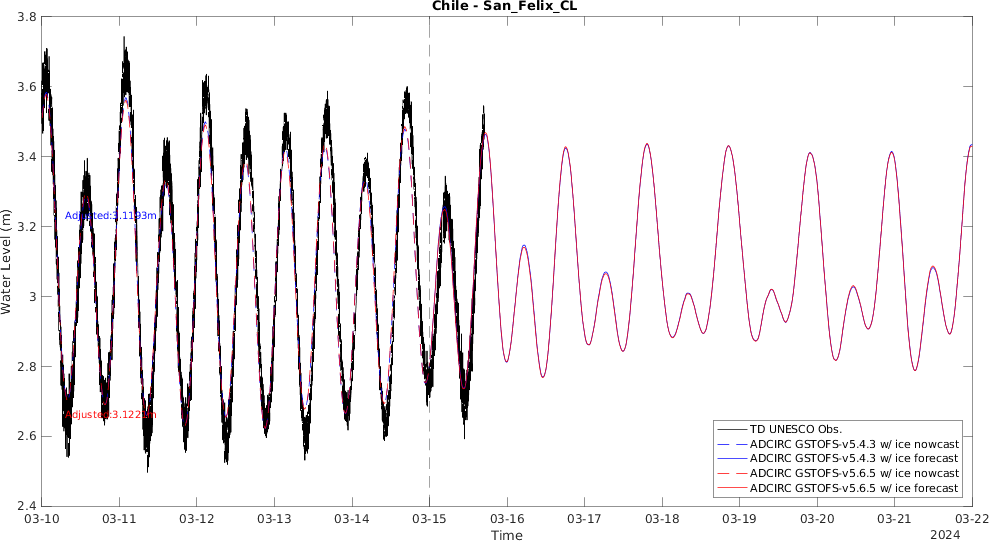 Chile - San_Felix_CL
Water Level (m)
3.8
3.6
3.4
3.2
3
2.8
2.6
2.4
Adjusted:3.1193m
Adjusted:3.1221m
TD UNESCO Obs.
ADCIRC GSTOFS-v5.4.3 w/ ice nowcast
ADCIRC GSTOFS-v5.4.3 w/ ice forecast
ADCIRC GSTOFS-v5.6.5 w/ ice nowcast
ADCIRC GSTOFS-v5.6.5 w/ ice forecast
03-10 03-11 03-12 03-13 03-14 03-15 03-16 03-17 03-18 03-19 03-20 03-21 03-22
Time
2024